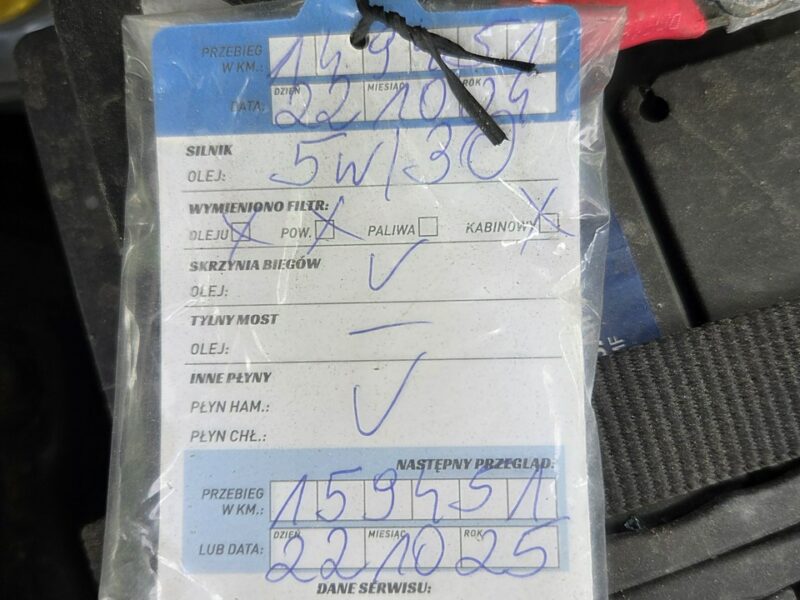 PRZEBIEG W KM.: 149451
DZIEŃ MIESIĄC ROK
DATA: 22 10 24
SILNIK
OLEJ: 5W/30
WYMIENIONO FILTR:
OLEJU X POW. X PALIWA KABINOWY X
SKRZYNIA BIEGÓW
OLEJ: ✓
TYLNY MOST
OLEJ: —
INNE PŁYNY
PŁYN HAM.: ✓
PŁYN CHŁ.:
NASTĘPNY PRZEGLĄD:
PRZEBIEG W KM.: 159451
DZIEŃ MIESIĄC ROK
LUB DATA: 22 10 25
DANE SERWISU: